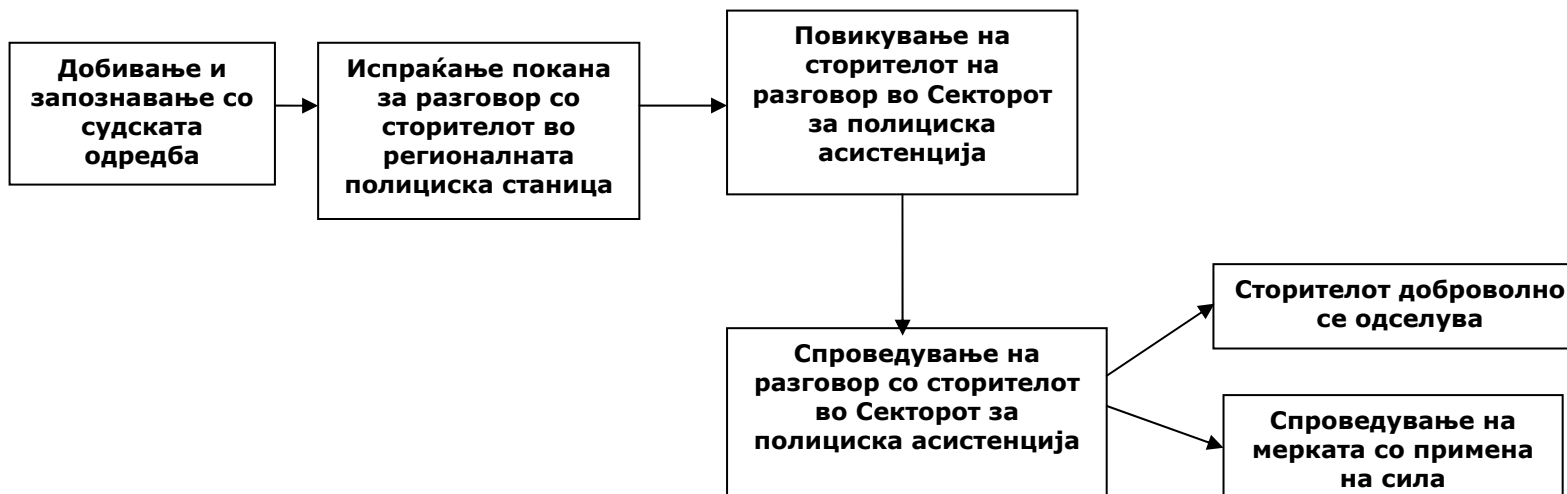 Добивање и
запознавање со
судската
одредба
Испраќање покана
за разговор со
сторителот во
регионалната
полициска станица
Повикување на
сторителот на
разговор во Секторот
за полициска
асистенција
Спроведување на
разговор со сторителот
во Секторот за
полициска асистенција
Сторителот доброволно
се одселува
Спроведување на
мерката со примена
на сила